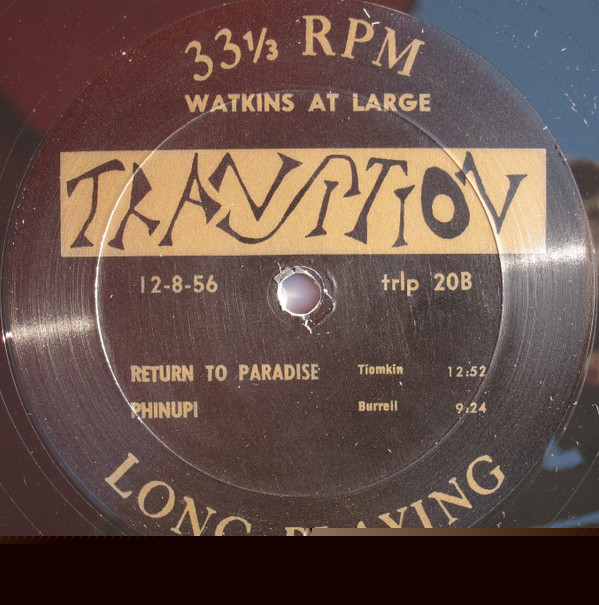 33⅓ RPM
WATKINS AT LARGE
TRANSITION
12-8-56 trlp 20B
RETURN TO PARADISE Tiomkin 12:52
PHINUPI Burrell 9:24
LONG PLAYING